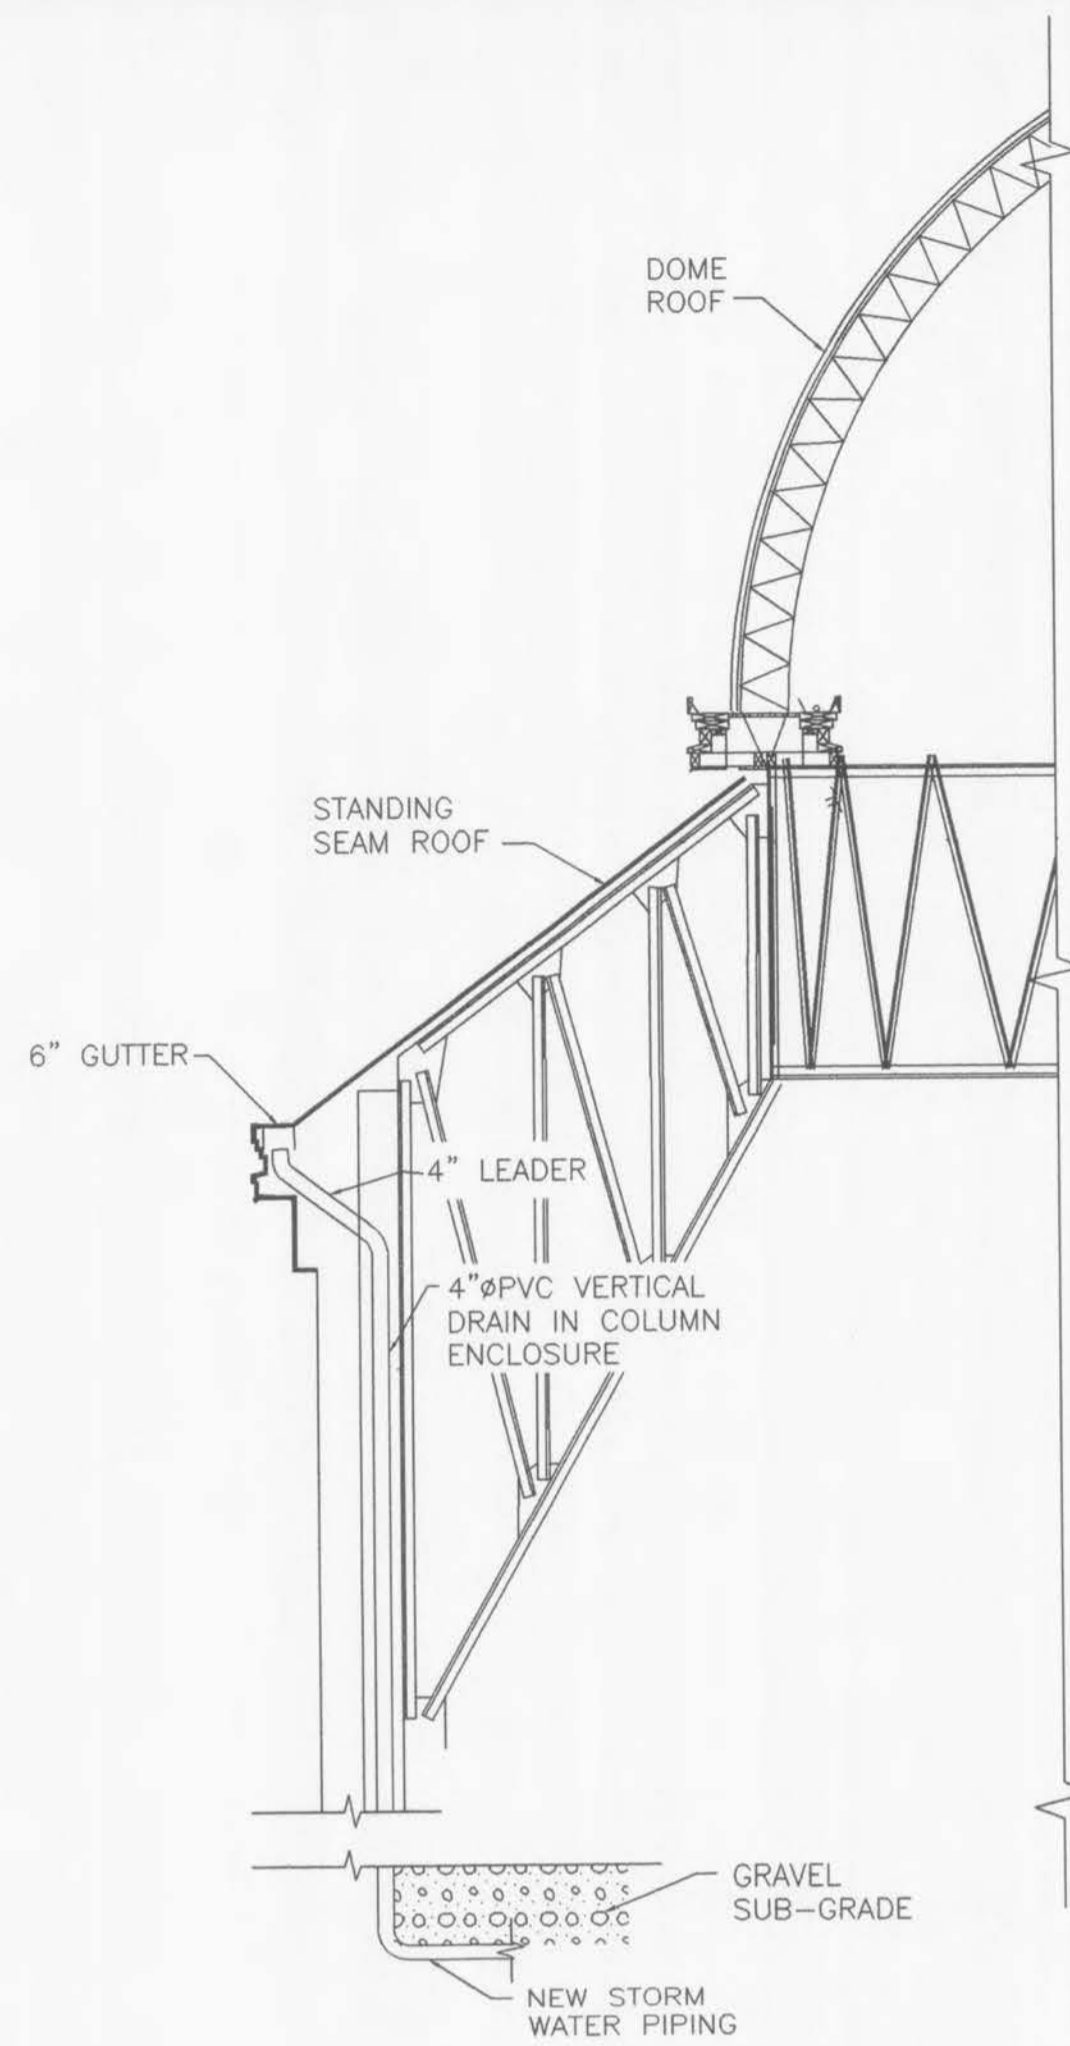 DOME
ROOF
STANDING
SEAM ROOF
6" GUTTER
4" LEADER
4"øPVC VERTICAL
DRAIN IN COLUMN
ENCLOSURE
GRAVEL
SUB-GRADE
NEW STORM
WATER PIPING